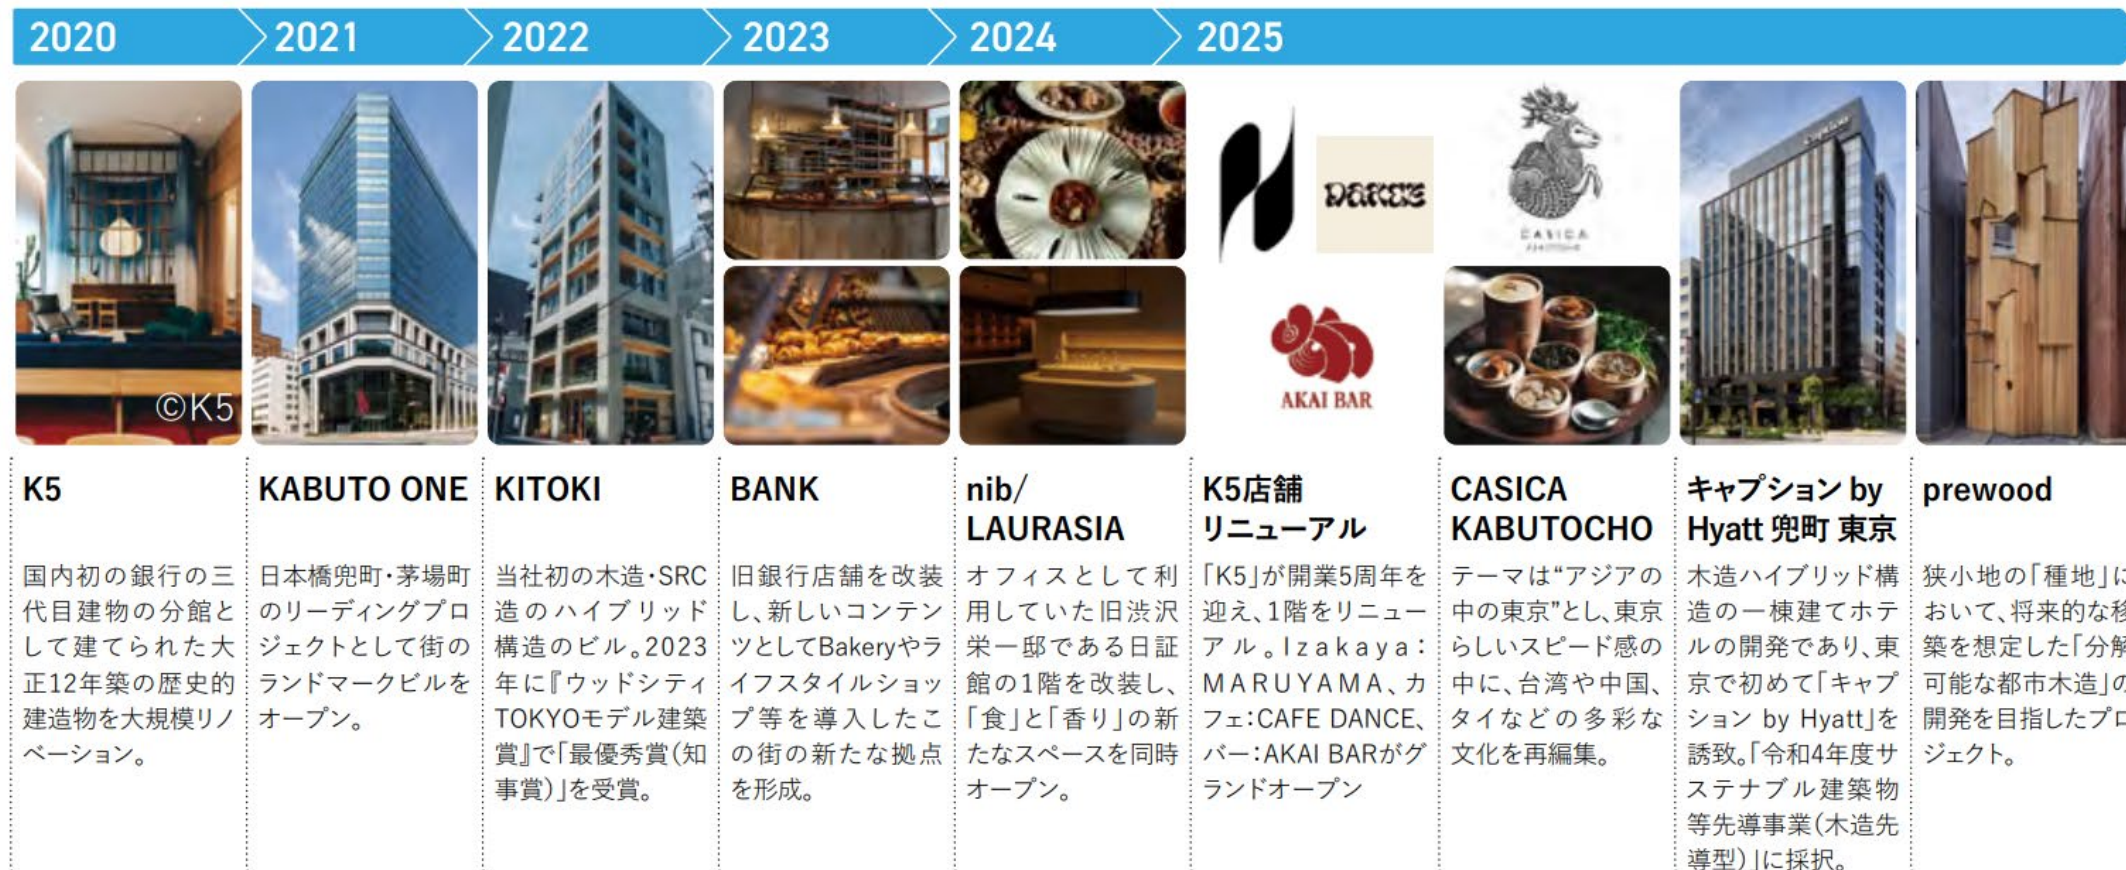 2020
2021
2022
2023
2024
2025
©K5
CASICA
AKAI BAR
K5
国内初の銀行の三
代目建物の分館と
して建てられた大
正12年築の歴史的
建造物を大規模リノ
ベーション。
KABUTO ONE
日本橋兜町・茅場町
のリーディングプロ
ジェクトとして街の
ランドマークビルを
オープン。
KITOKI
当社初の木造・SRC
造のハイブリッド
構造のビル。2023
年に『ウッドシティ
TOKYOモデル建築
賞』で「最優秀賞(知
事賞)」を受賞。
BANK
旧銀行店舗を改装
し、新しいコンテン
ツとしてBakeryやラ
イフスタイルショッ
プ等を導入したこ
の街の新たな拠点
を形成。
nib/
LAURASIA
オフィスとして利
用していた旧渋沢
栄一邸である日証
館の1階を改装し、
「食」と「香り」の新
たなスペースを同時
オープン。
K5店舗
リニューアル
「K5」が開業5周年を
迎え、1階をリニュー
アル。Izakaya：
MARUYAMA、カ
フェ：CAFE DANCE、
バー：AKAI BARがグ
ランドオープン
CASICA
KABUTOCHO
テーマは“アジアの
中の東京”とし、東京
らしいスピード感の
中に、台湾や中国、
タイなどの多彩な
文化を再編集。
キャプション by
Hyatt 兜町 東京
木造ハイブリッド構
造の一棟建てホテ
ルの開発であり、東
京で初めて「キャプ
ション by Hyatt」を
誘致。「令和4年度サ
ステナブル建築物
等先導事業(木造先
導型)」に採択。
prewood
狭小地の「種地」に
おいて、将来的な移
築を想定した「分解
可能な都市木造」の
開発を目指したプロ
ジェクト。